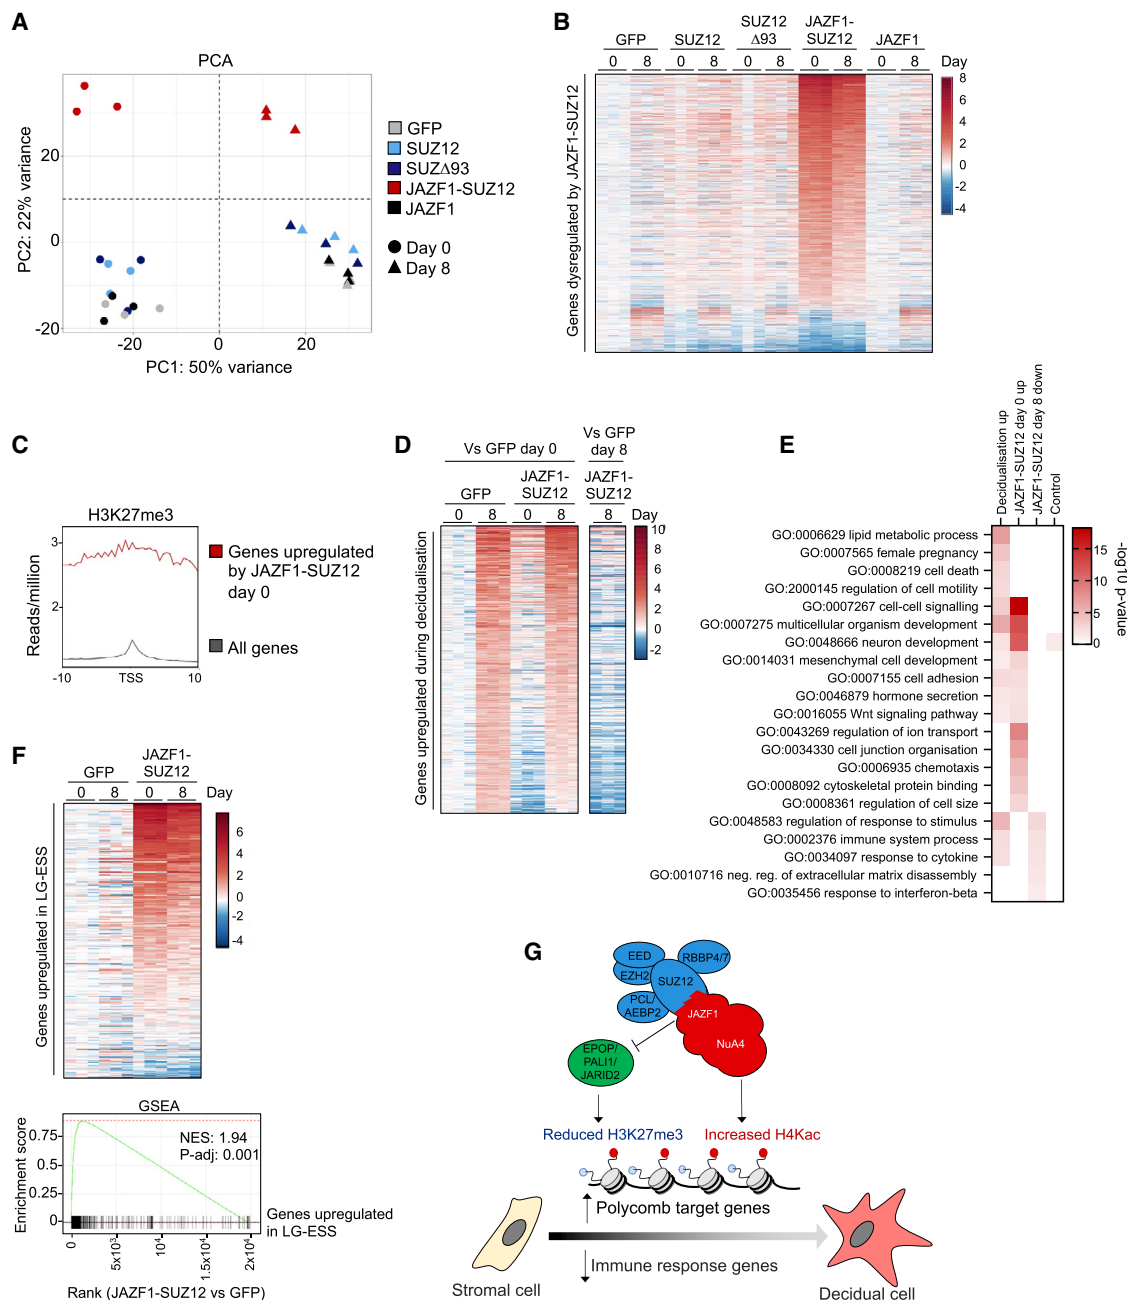 A
PCA
PC2: 22% variance
20
0
-20
-20
0
20
PC1: 50% variance
GFP
SUZ12
SUZΔ93
JAZF1-SUZ12
JAZF1
Day 0
Day 8
B
GFP
SUZ12
SUZ12
Δ93
JAZF1-
SUZ12
JAZF1
0 8 0 8 0 8 0 8 0 8 Day
Genes dysregulated by JAZF1-SUZ12
8
6
4
2
0
-2
-4
C
H3K27me3
Reads/million
3
2
-10 TSS 10
Genes upregulated
by JAZF1-SUZ12
day 0
All genes
D
Vs GFP day 0
Vs GFP
day 8
GFP
JAZF1-
SUZ12
JAZF1-
SUZ12
0 8 0 8 8 Day
Genes upregulated during decidualisation
10
8
6
4
2
0
-2
E
Decidualisation up
JAZF1-SUZ12 day 0 up
JAZF1-SUZ12 day 8 down
Control
GO:0006629 lipid metabolic process
GO:0007565 female pregnancy
GO:0008219 cell death
GO:2000145 regulation of cell motility
GO:0007267 cell-cell signalling
GO:0007275 multicellular organism development
GO:0048666 neuron development
GO:0014031 mesenchymal cell development
GO:0007155 cell adhesion
GO:0046879 hormone secretion
GO:0016055 Wnt signaling pathway
GO:0043269 regulation of ion transport
GO:0034330 cell junction organisation
GO:0006935 chemotaxis
GO:0008092 cytoskeletal protein binding
GO:0008361 regulation of cell size
GO:0048583 regulation of response to stimulus
GO:0002376 immune system process
GO:0034097 response to cytokine
GO:0010716 neg. reg. of extracellular matrix disassembly
GO:0035456 response to interferon-beta
15
10
5
0
-log10 p-value
F
GFP
JAZF1-
SUZ12
0 8 0 8 Day
Genes upregulated in LG-ESS
6
4
2
0
-2
-4
GSEA
Enrichment score
0.75
0.5
0.25
0
NES: 1.94
P-adj: 0.001
Genes upregulated
in LG-ESS
0
5x10³
10⁴
1.5x10⁴
2x10⁴
Rank (JAZF1-SUZ12 vs GFP)
G
EED
EZH2
RBBP4/7
SUZ12
PCL/
AEBP2
JAZF1
NuA4
EPOP/
PALI1/
JARID2
Reduced H3K27me3
Increased H4Kac
Polycomb target genes
Immune response genes
Stromal cell
Decidual cell